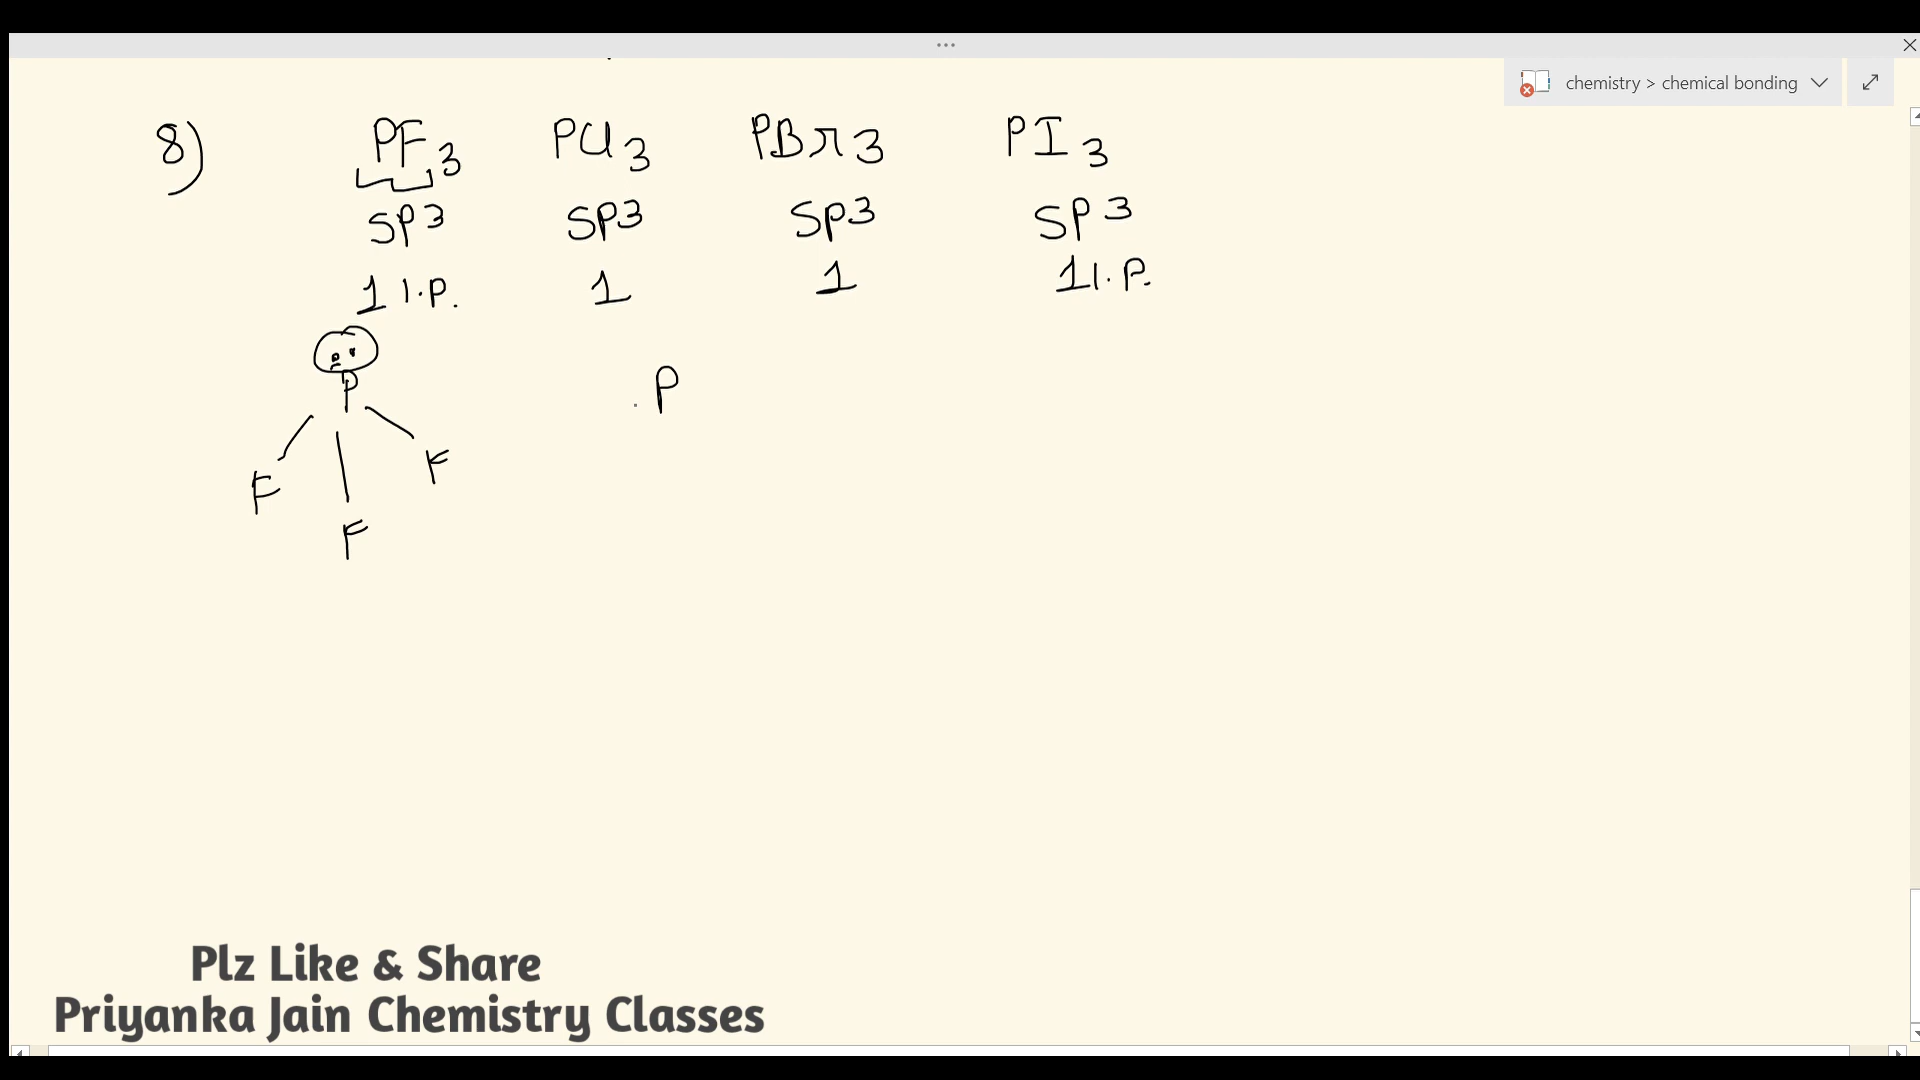 chemistry > chemical bonding
8) PF3 PCl3 PBr3 PI3
SP3 SP3 SP3 SP3
1 l.P. 1 1 1 l.P.
P
P
F
F
F
Plz Like & Share
Priyanka Jain Chemistry Classes